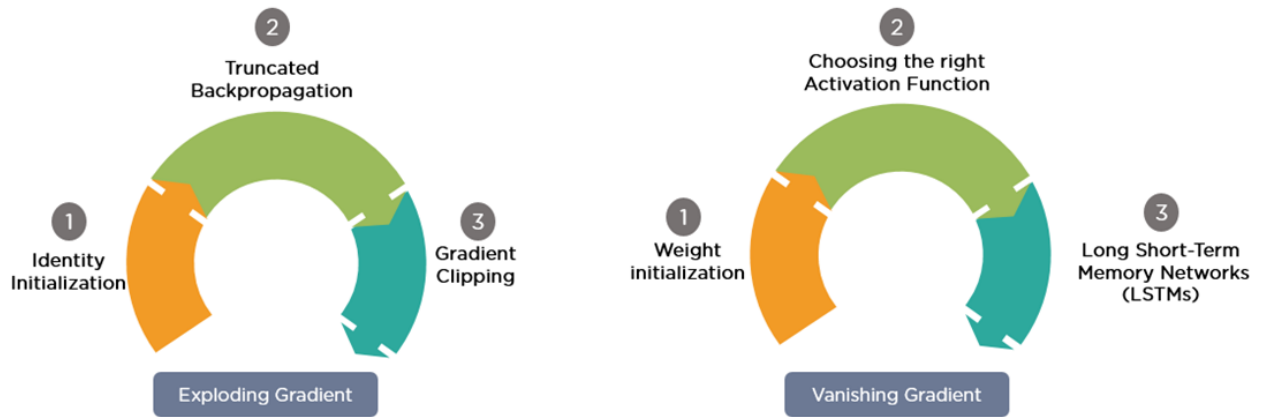 2
Truncated
Backpropagation
1
Identity
Initialization
3
Gradient
Clipping
Exploding Gradient
2
Choosing the right
Activation Function
1
Weight
initialization
3
Long Short-Term
Memory Networks
(LSTMs)
Vanishing Gradient